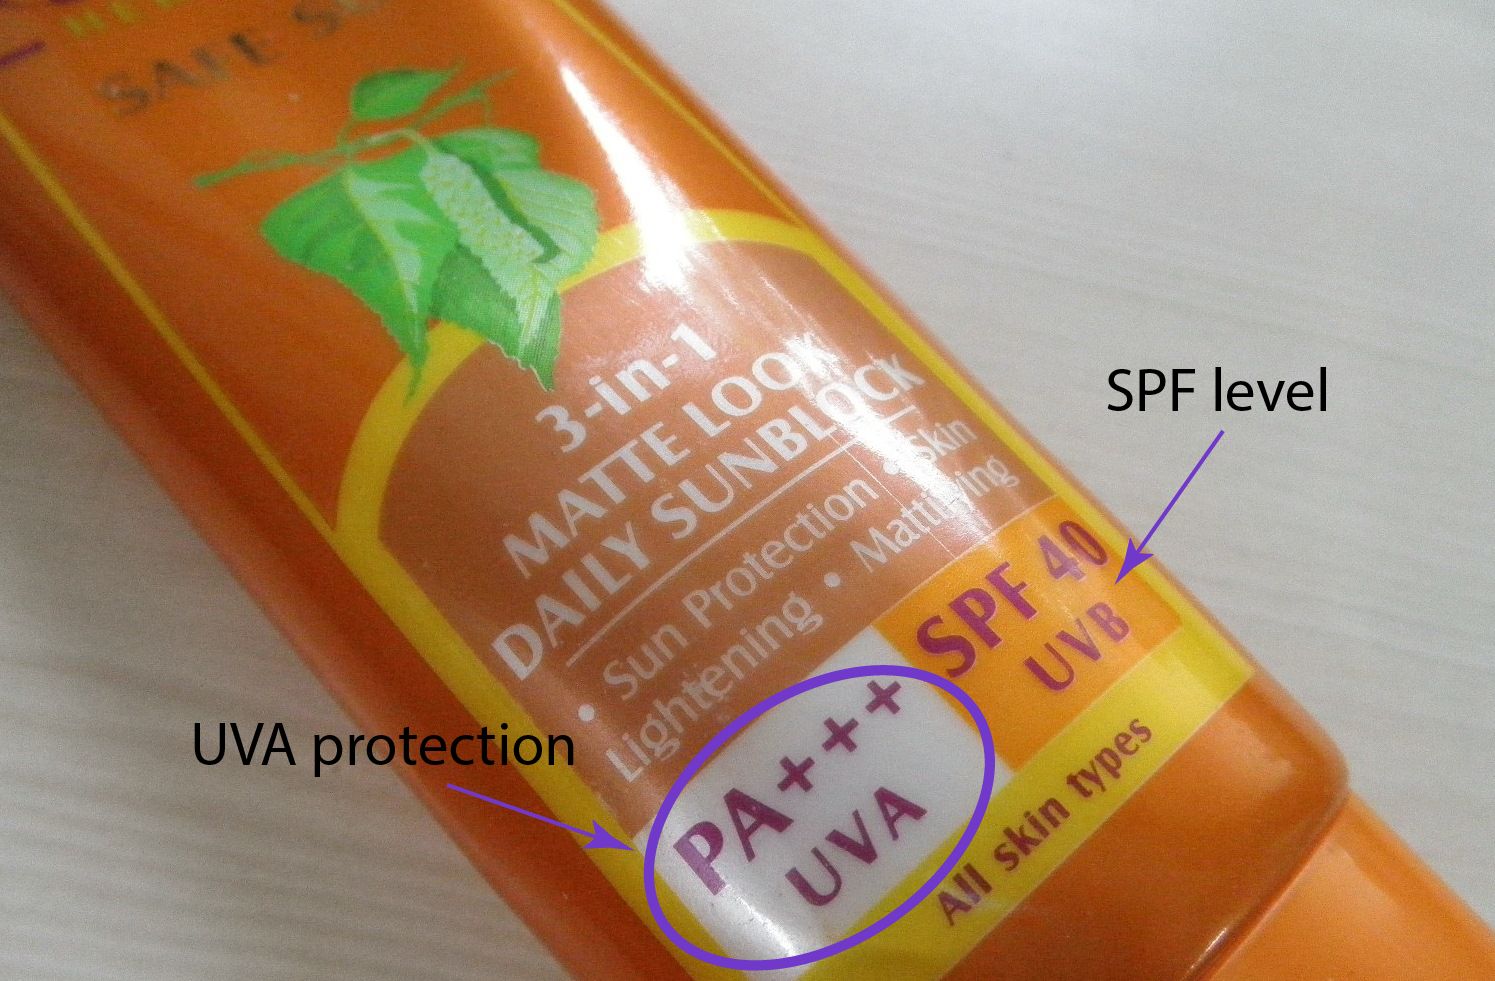 SAFE S
3-in-1
MATTE LOOK
DAILY SUNBLOCK
• Sun Protection • Skin
Lightening • Mattifying
SPF 40
UVB
PA+++
UVA
All skin types
SPF level
UVA protection